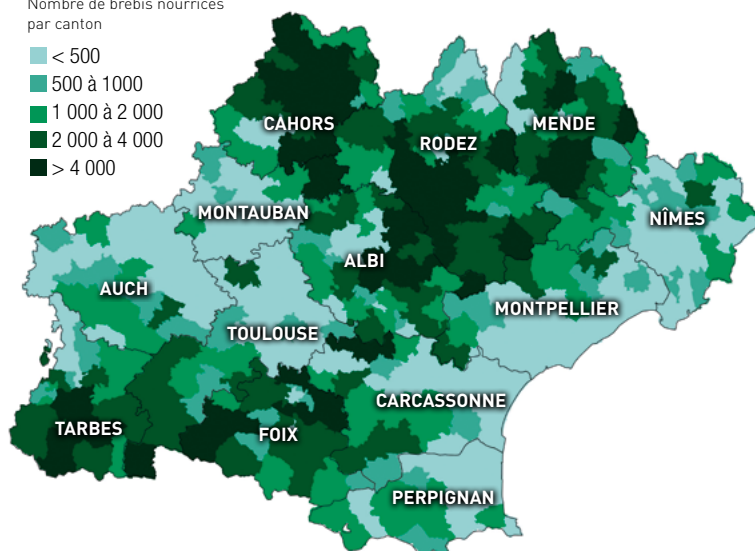 Nombre de brebis nourrices
par canton
< 500
500 à 1000
1 000 à 2 000
2 000 à 4 000
> 4 000
CAHORS
RODEZ
MENDE
MONTAUBAN
NÎMES
ALBI
AUCH
MONTPELLIER
TOULOUSE
CARCASSONNE
TARBES
FOIX
PERPIGNAN